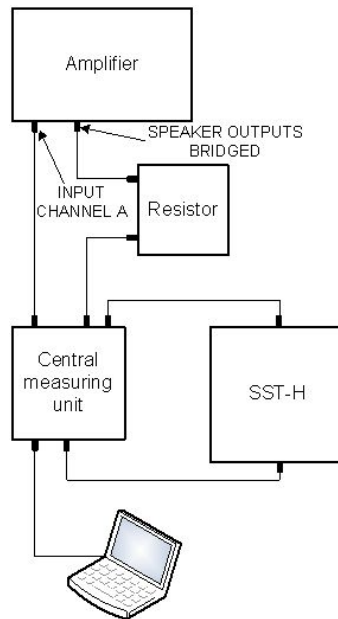 Amplifier
SPEAKER OUTPUTS
BRIDGED
INPUT
CHANNEL A
Resistor
Central
measuring
unit
SST-H